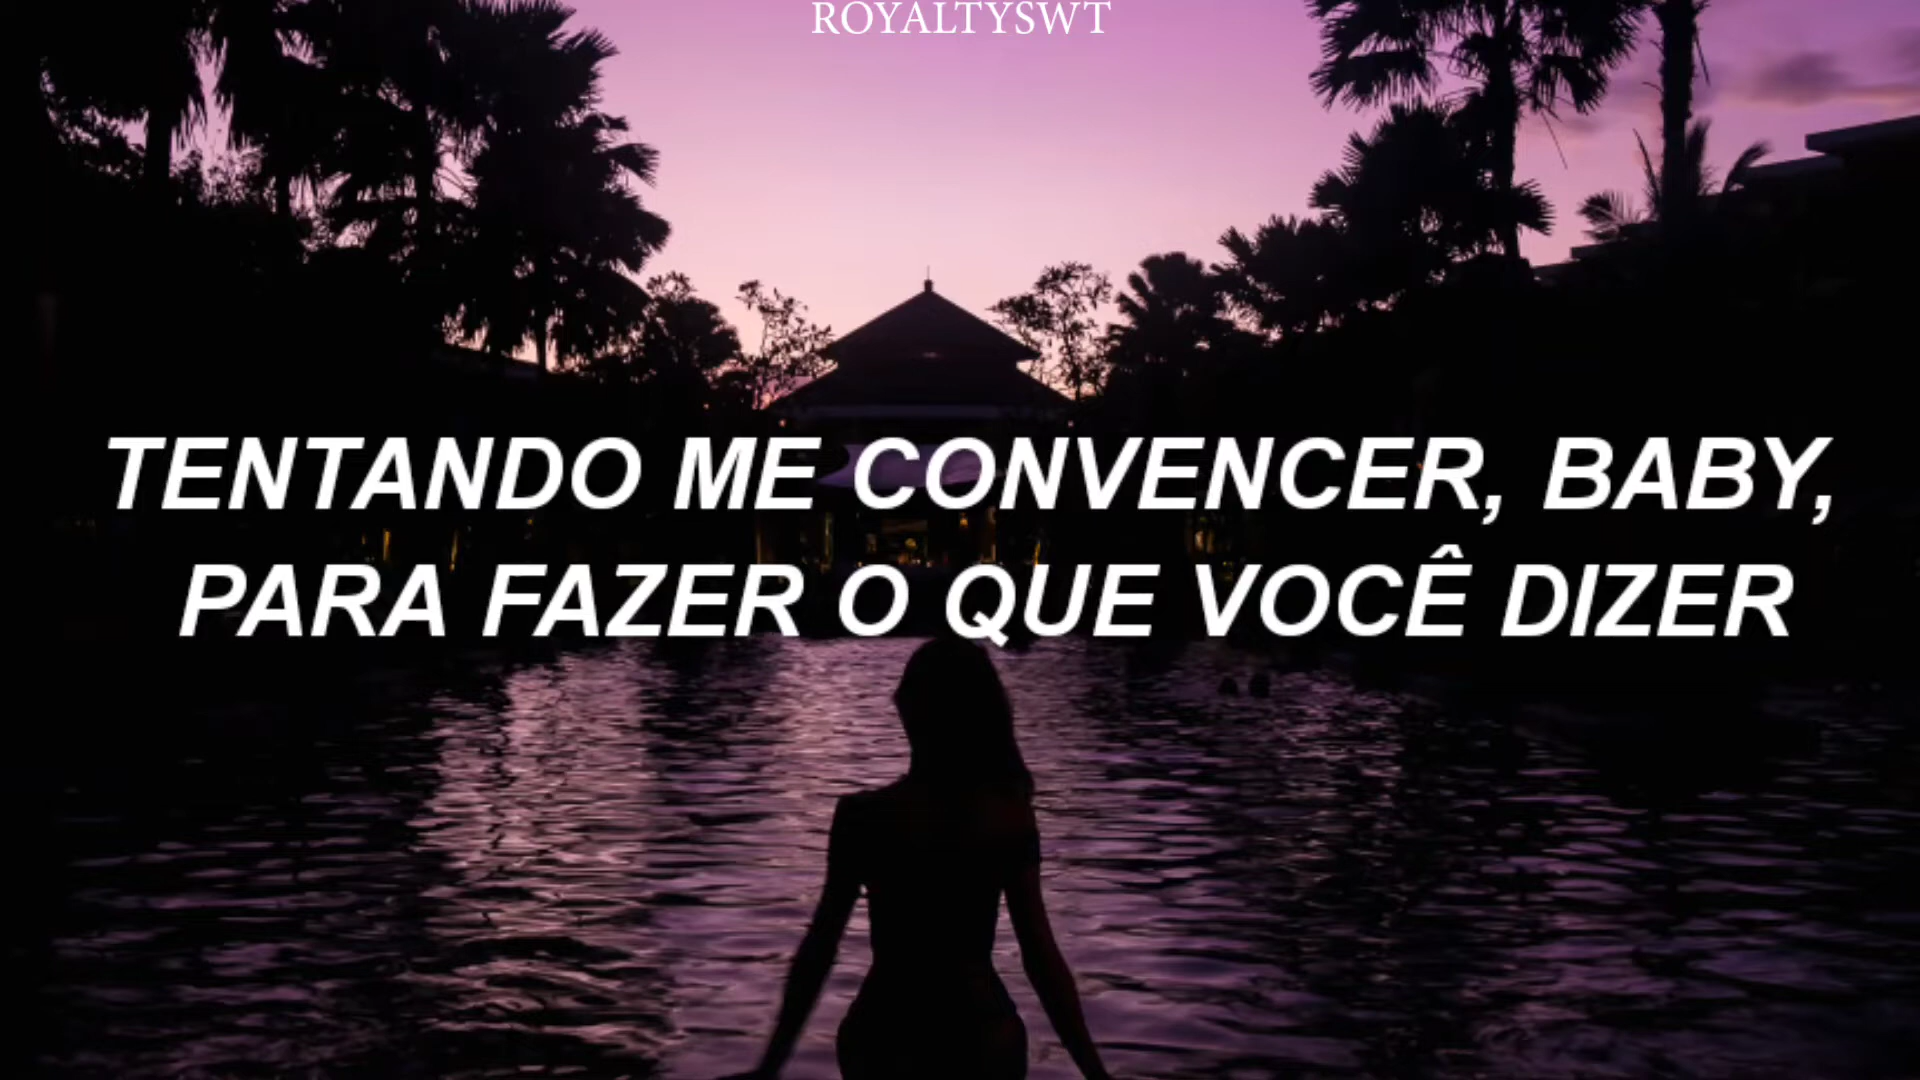 ROYALTYSWT
TENTANDO ME CONVENCER, BABY,
PARA FAZER O QUE VOCÊ DIZER